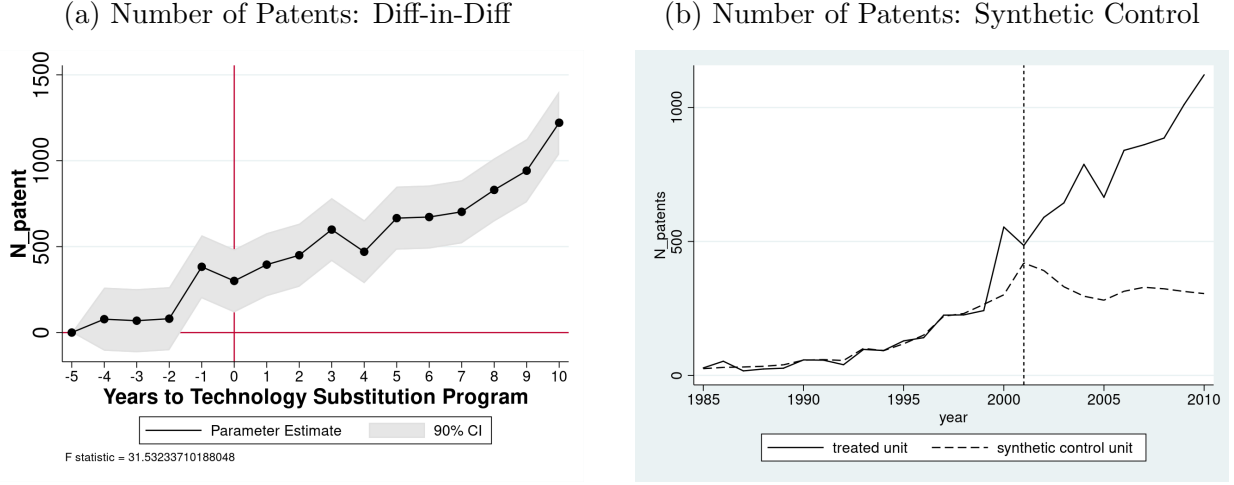 (a) Number of Patents: Diff-in-Diff
N_patent
1500
1000
500
0
-5 -4 -3 -2 -1 0 1 2 3 4 5 6 7 8 9 10
Years to Technology Substitution Program
Parameter Estimate 90% CI
F statistic = 31.53233710188048
(b) Number of Patents: Synthetic Control
N_patents
1000
500
0
1985 1990 1995 2000 2005 2010
year
treated unit synthetic control unit